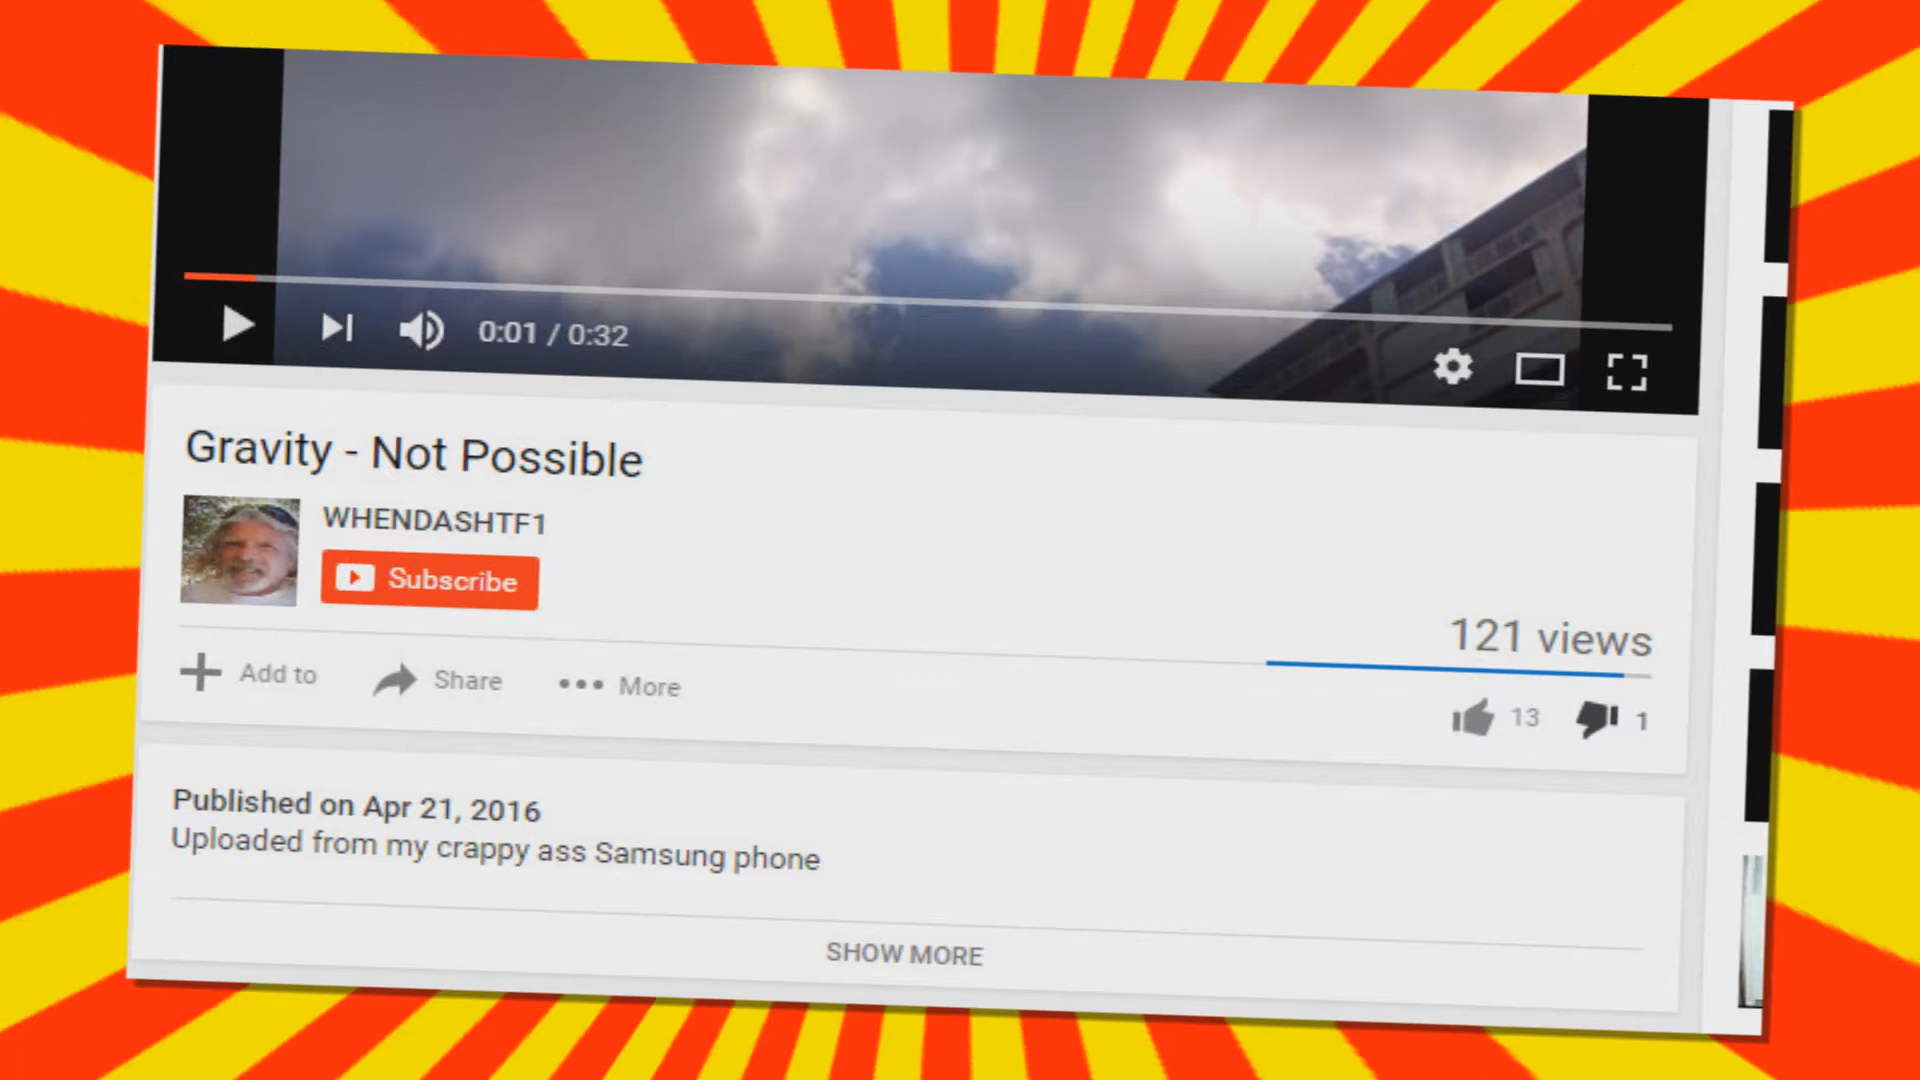 0:01 / 0:32
Gravity - Not Possible
WHENDASHTF1
Subscribe
121 views
Add to
Share
More
13
1
Published on Apr 21, 2016
Uploaded from my crappy ass Samsung phone
SHOW MORE